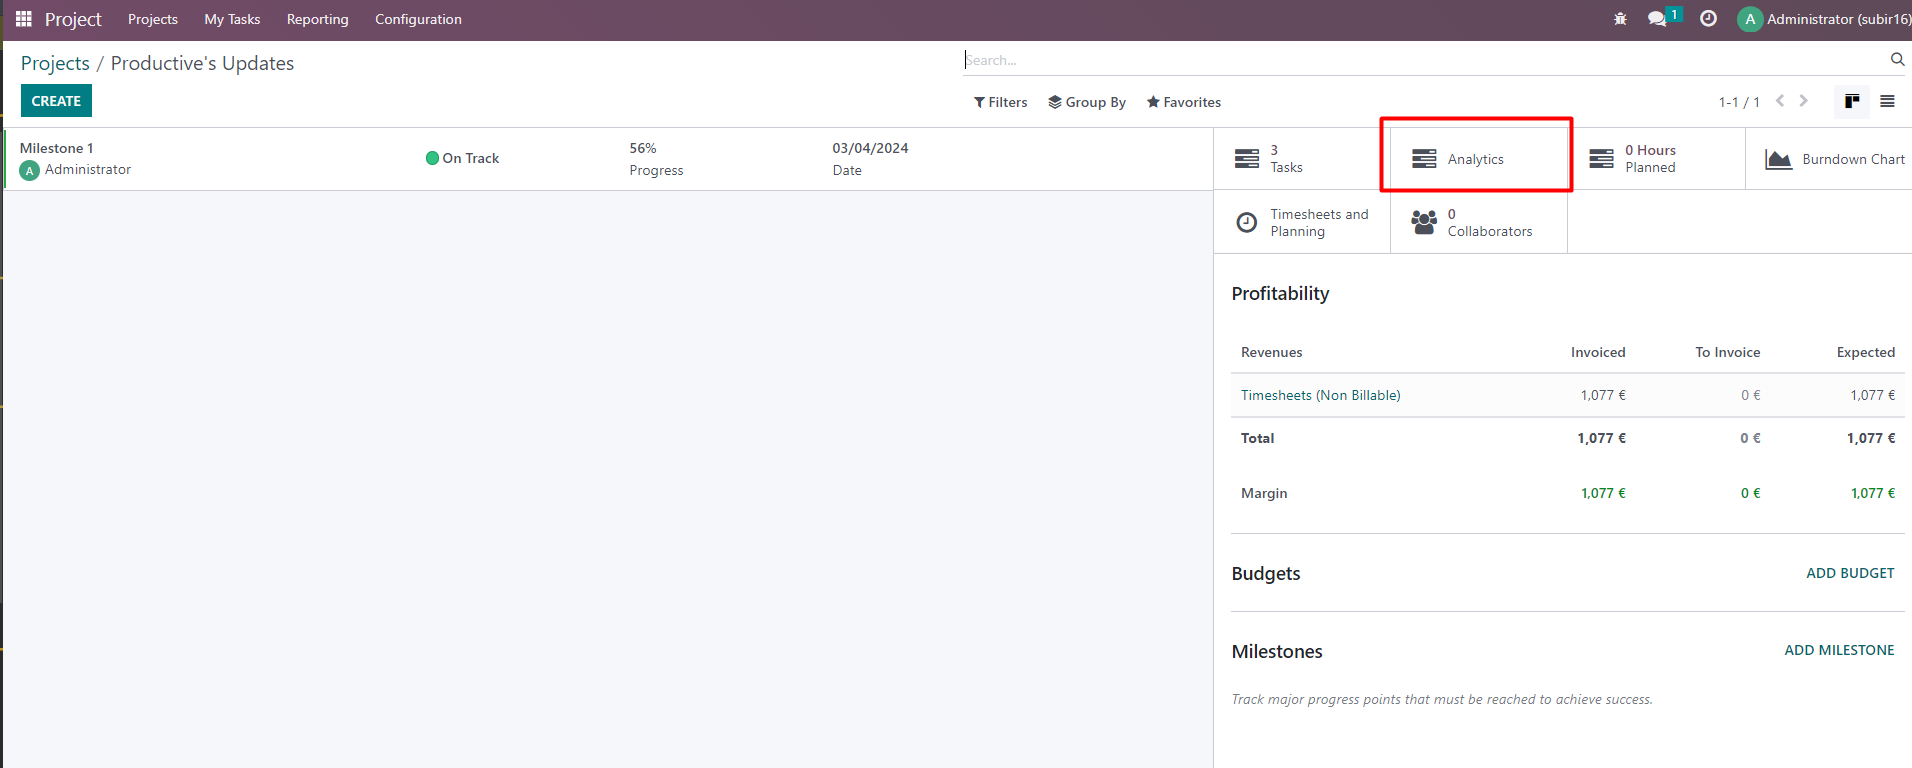 Project Projects My Tasks Reporting Configuration 1 A Administrator (subir16)
Projects / Productive's Updates
Search...
CREATE
Filters Group By Favorites 1-1 / 1
Milestone 1
A Administrator
On Track
56%
Progress
03/04/2024
Date
3
Tasks
Analytics
0 Hours
Planned
Burndown Chart
Timesheets and
Planning
0
Collaborators
Profitability
Revenues Invoiced To Invoice Expected
Timesheets (Non Billable) 1,077 € 0 € 1,077 €
Total 1,077 € 0 € 1,077 €
Margin 1,077 € 0 € 1,077 €
Budgets ADD BUDGET
Milestones ADD MILESTONE
Track major progress points that must be reached to achieve success.